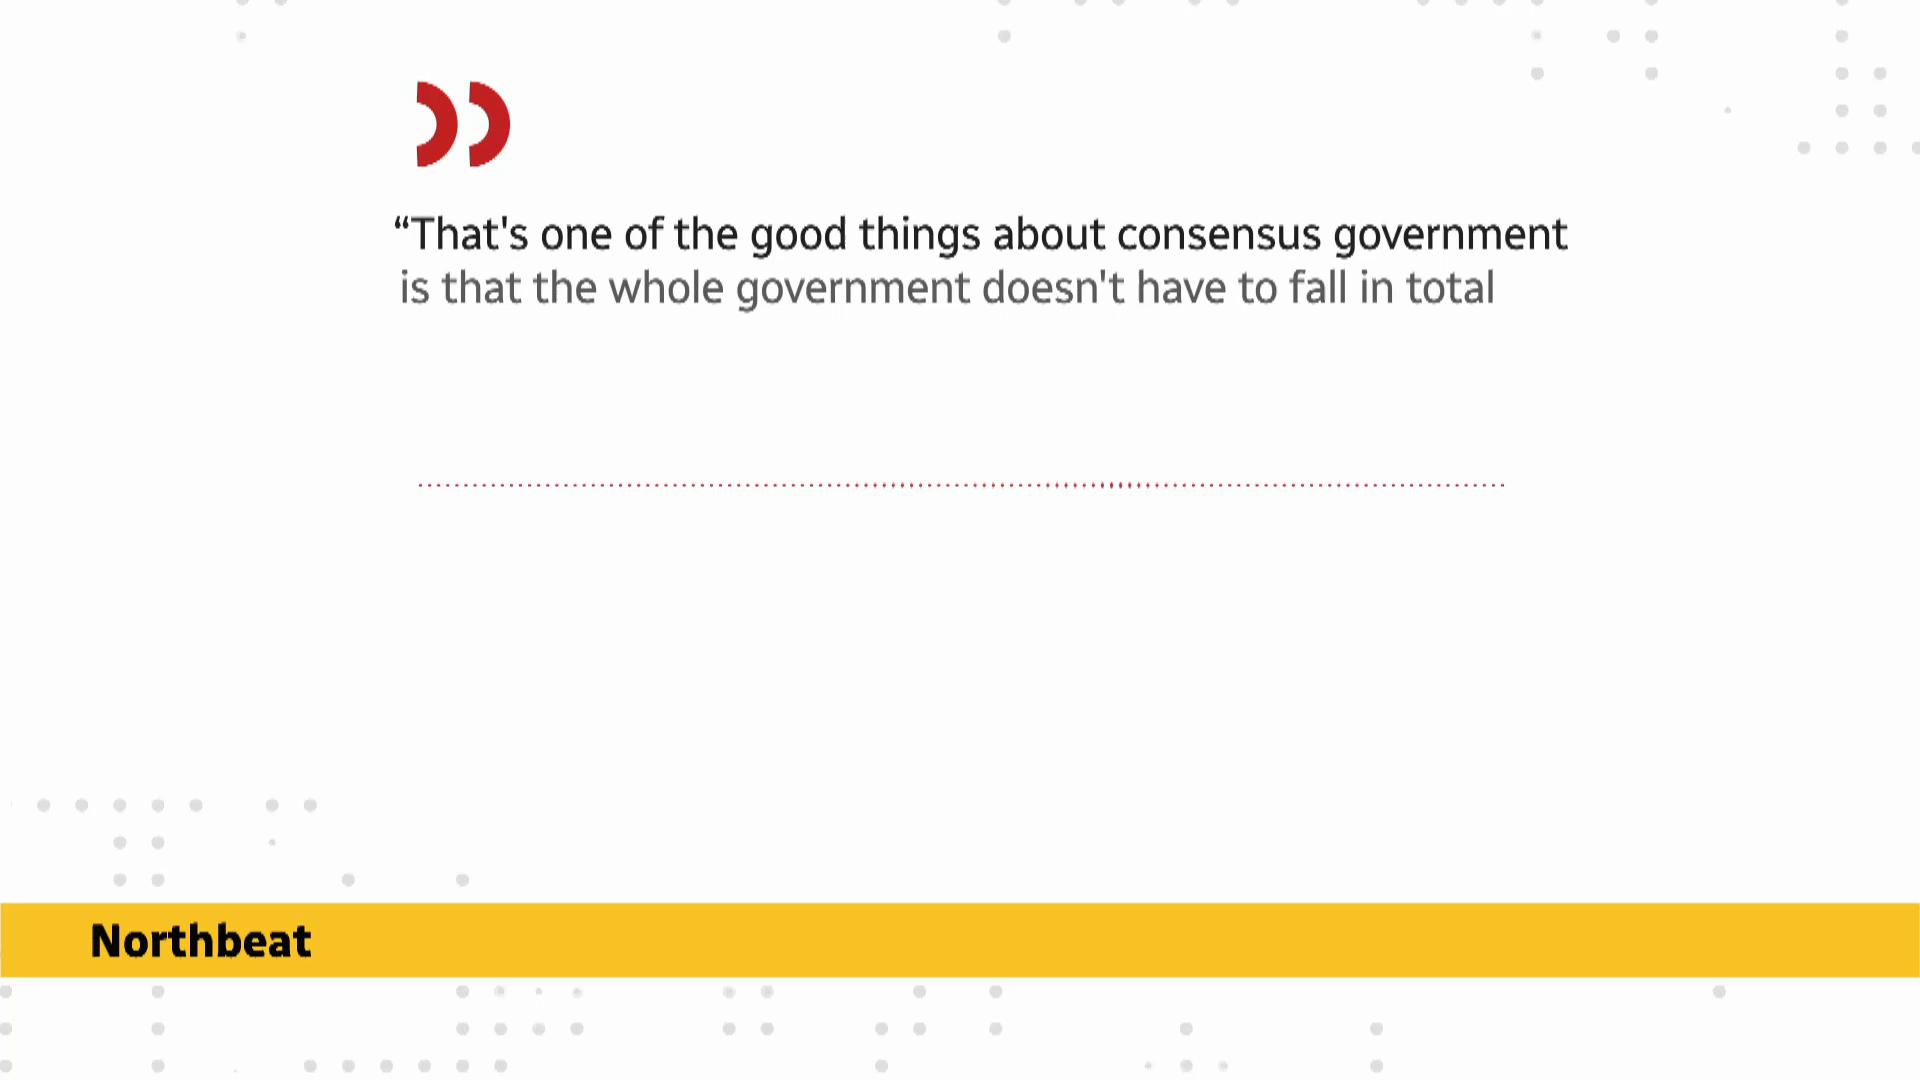 “That's one of the good things about consensus government
is that the whole government doesn't have to fall in total
Northbeat